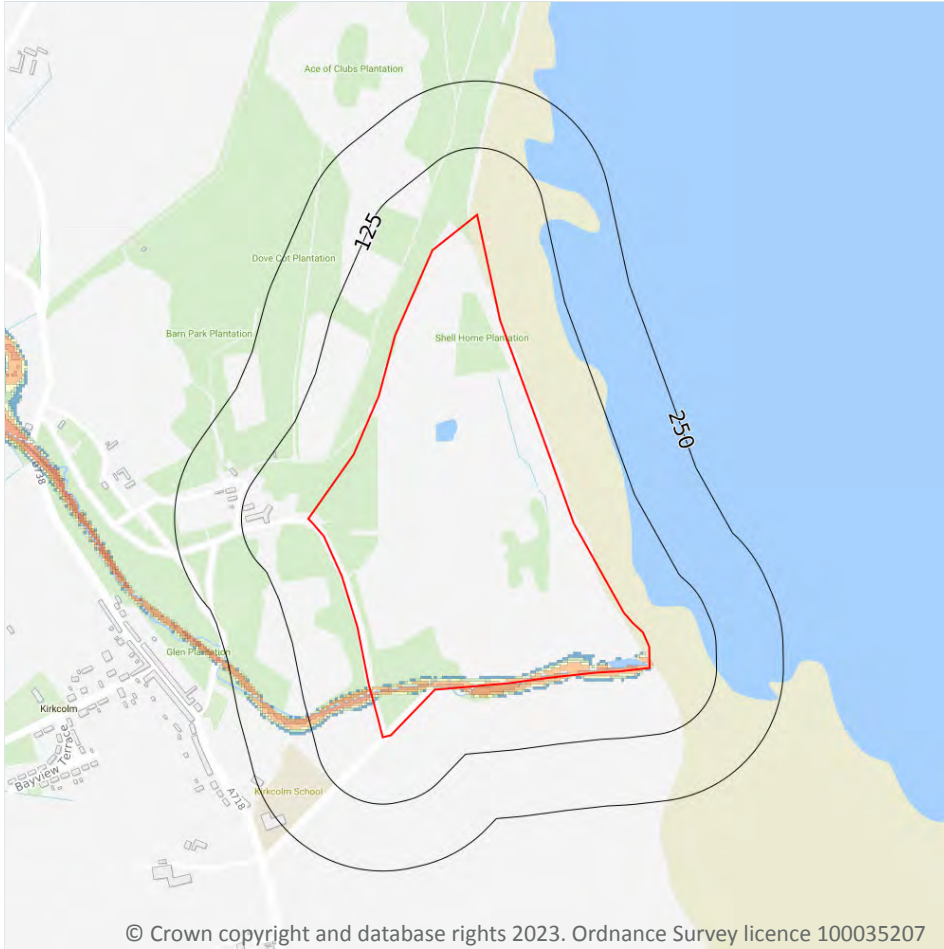 Ace of Clubs Plantation
125
Dove Cot Plantation
Barn Park Plantation
Shell Home Plantation
250
Glen Plantation
Kirkcolm
Bayview Terrace
A718
Kirkcolm School
© Crown copyright and database rights 2023. Ordnance Survey licence 100035207